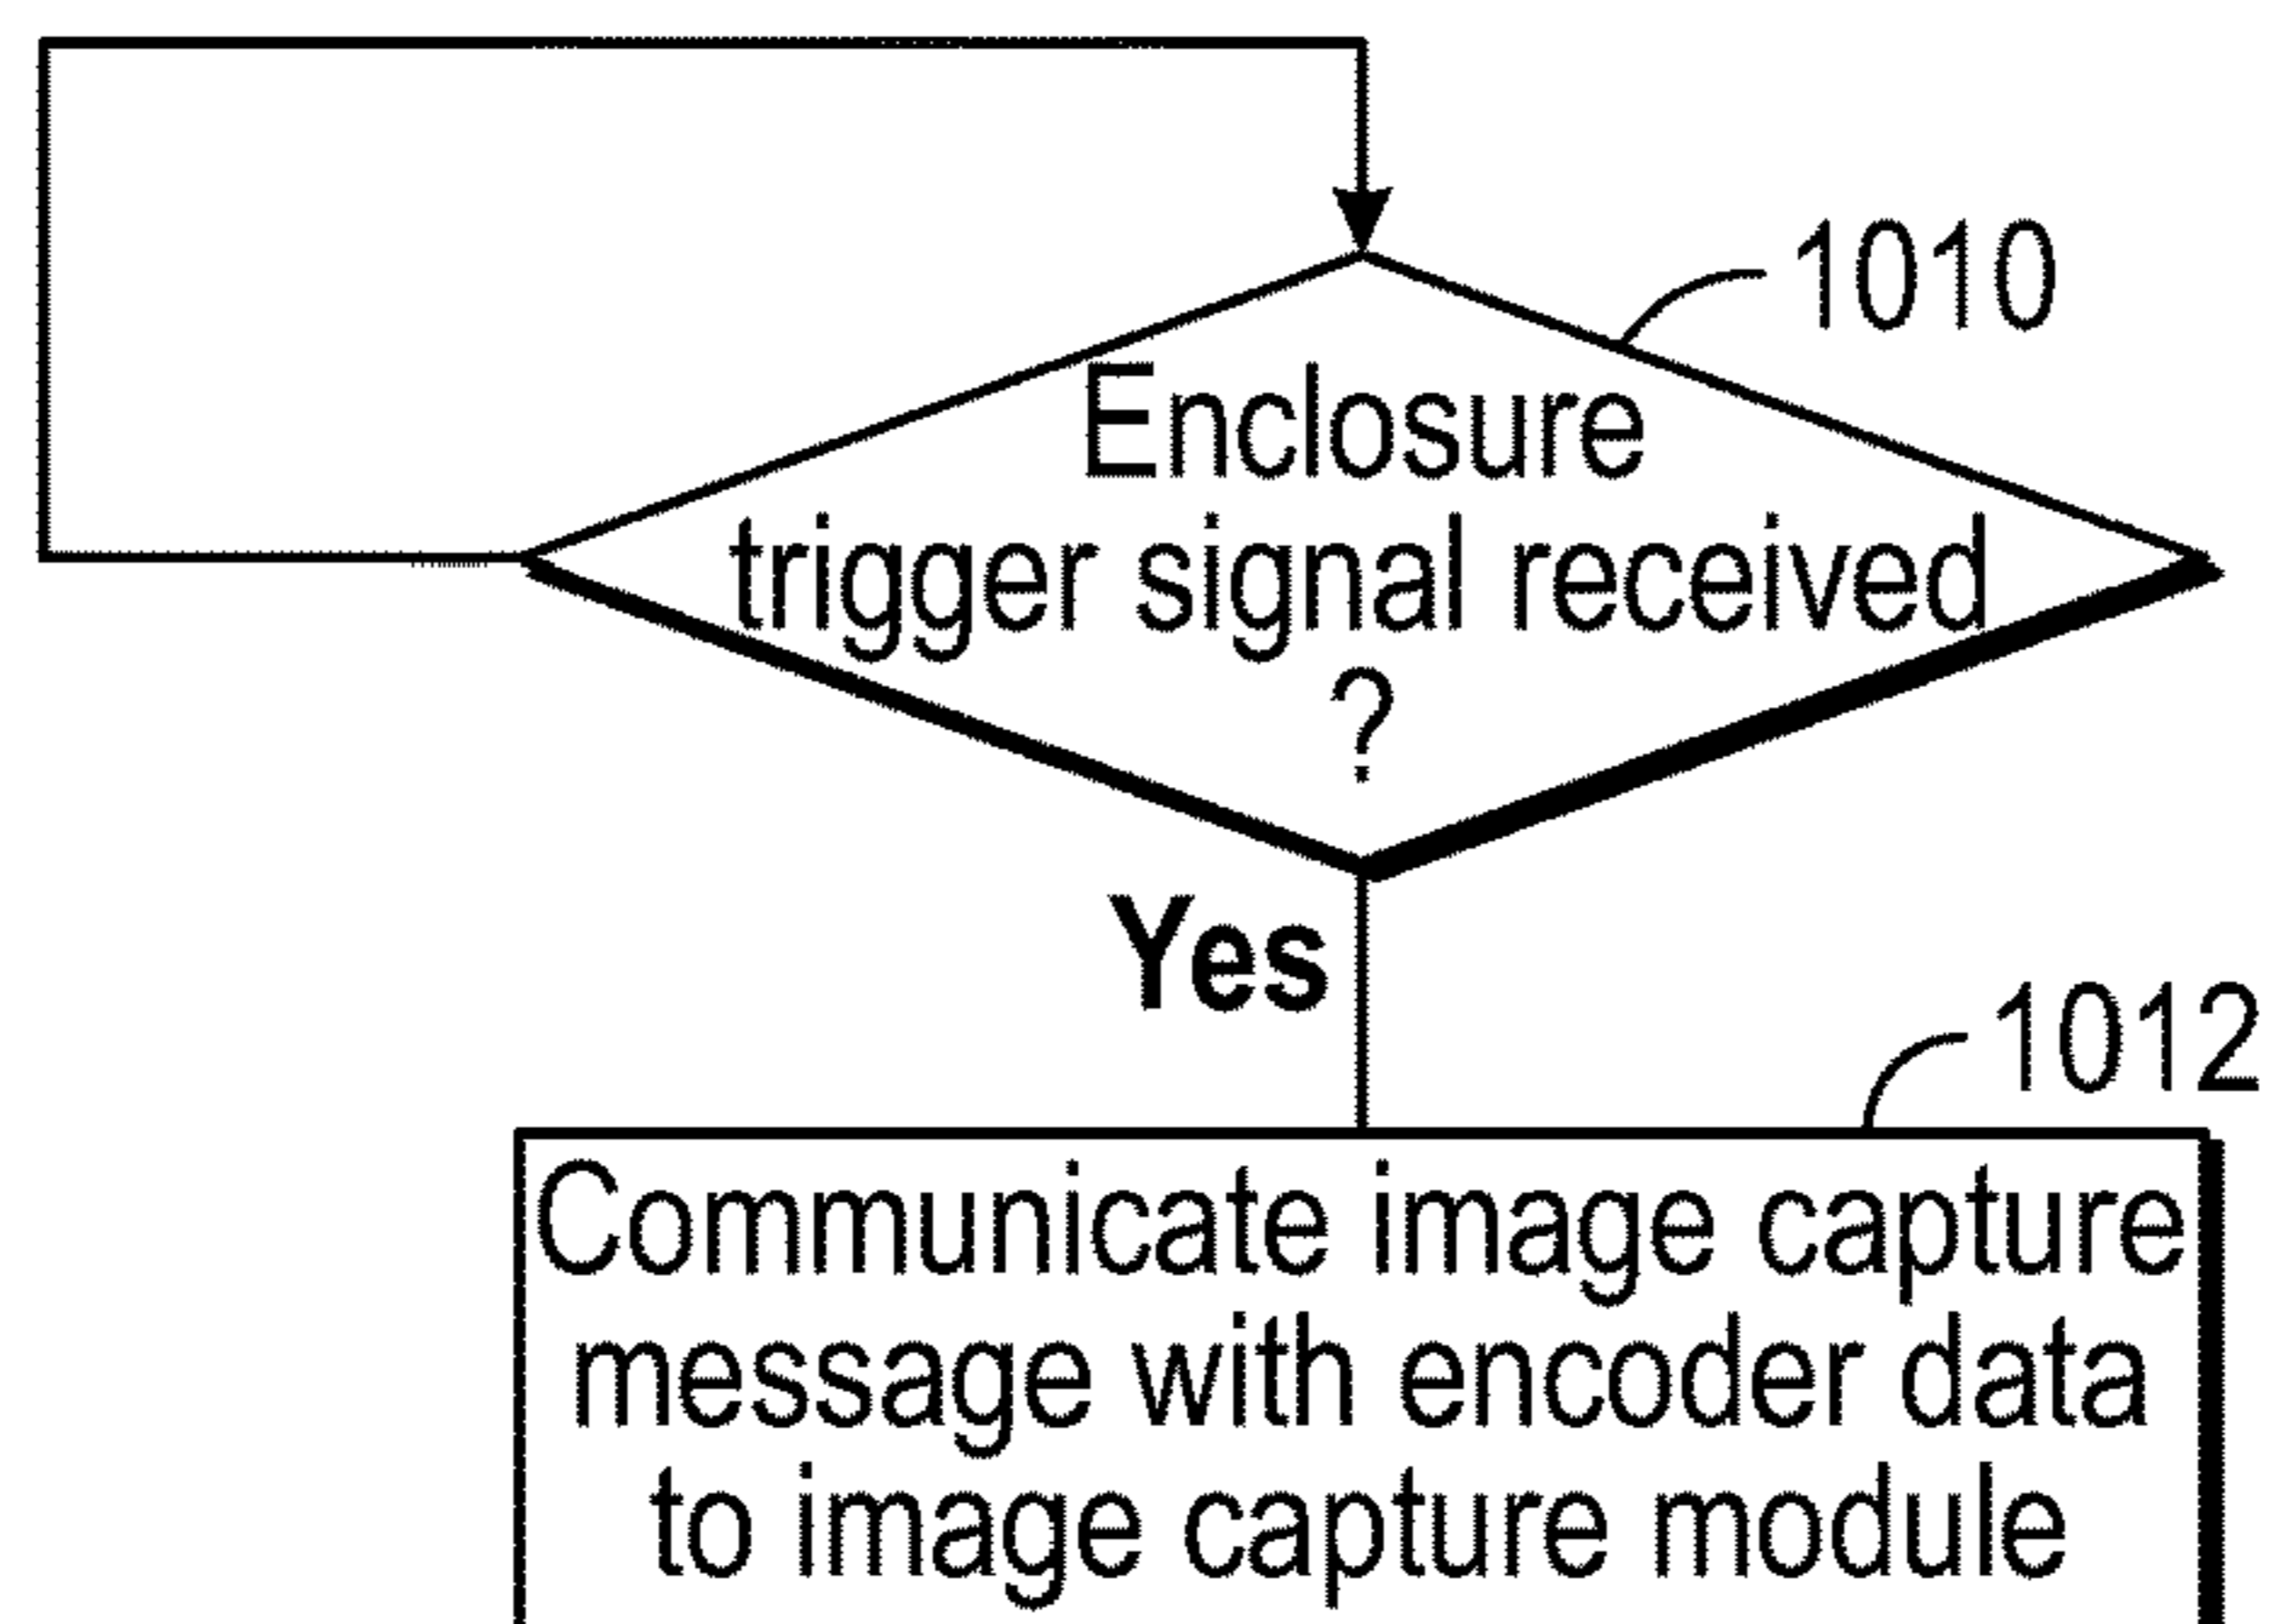 1010
Enclosure
trigger signal received
?
Yes
1012
Communicate image capture
message with encoder data
to image capture module